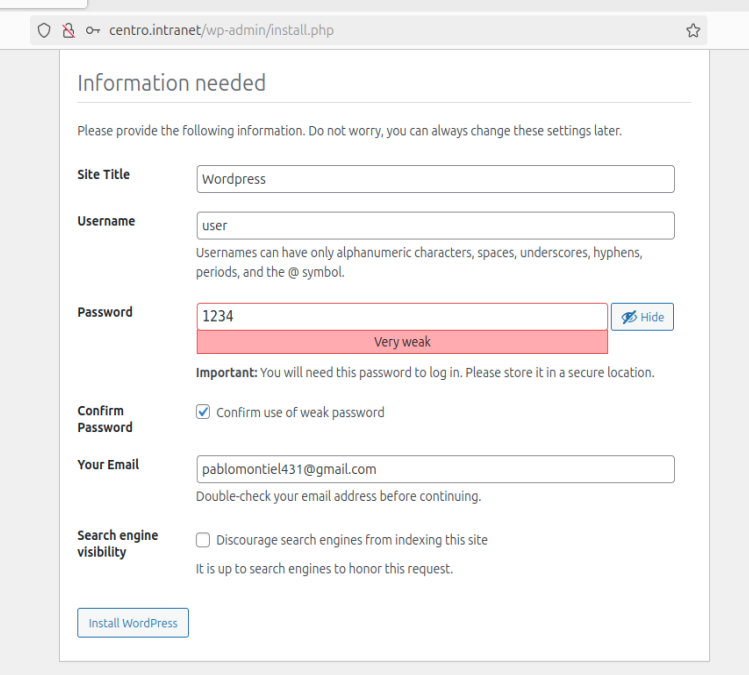 centro.intranet/wp-admin/install.php
Information needed
Please provide the following information. Do not worry, you can always change these settings later.
Site Title
Wordpress
Username
user
Usernames can have only alphanumeric characters, spaces, underscores, hyphens,
periods, and the @ symbol.
Password
1234
Hide
Very weak
Important: You will need this password to log in. Please store it in a secure location.
Confirm
Password
Confirm use of weak password
Your Email
pablomontiel431@gmail.com
Double-check your email address before continuing.
Search engine
visibility
Discourage search engines from indexing this site
It is up to search engines to honor this request.
Install WordPress